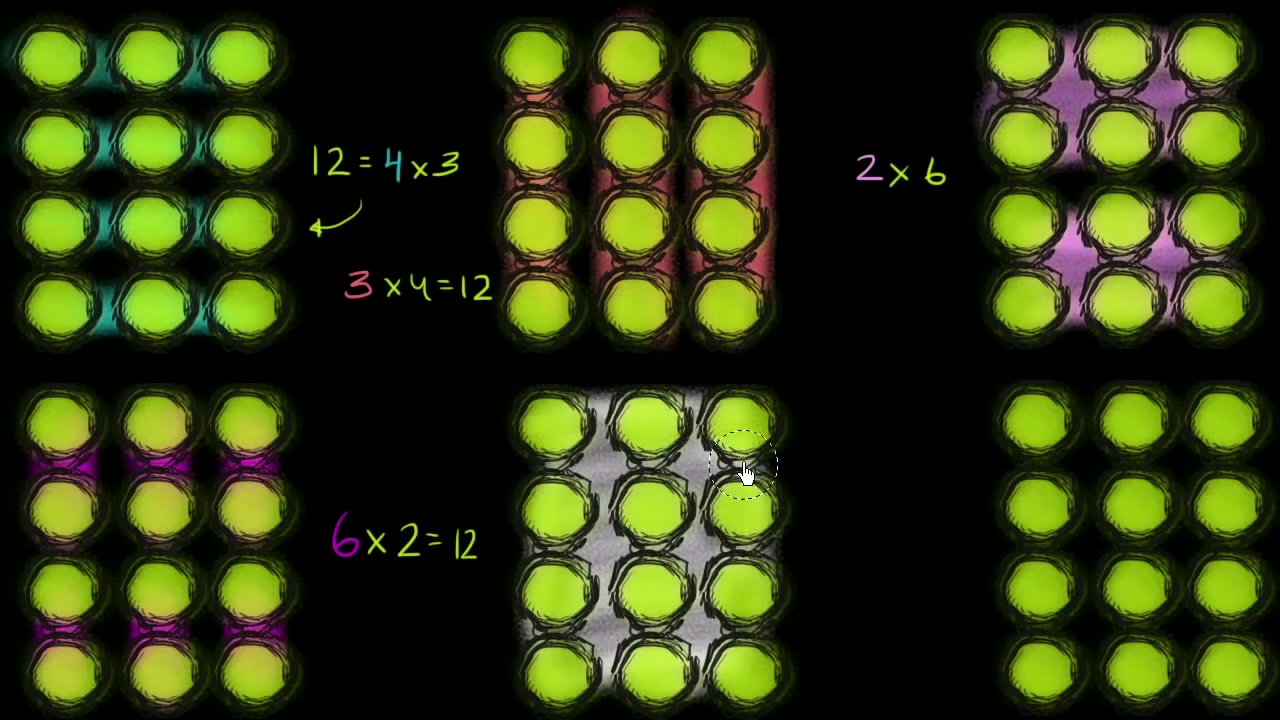 12 = 4 x 3
2 x 6
3 x 4 = 12
6 x 2 = 12